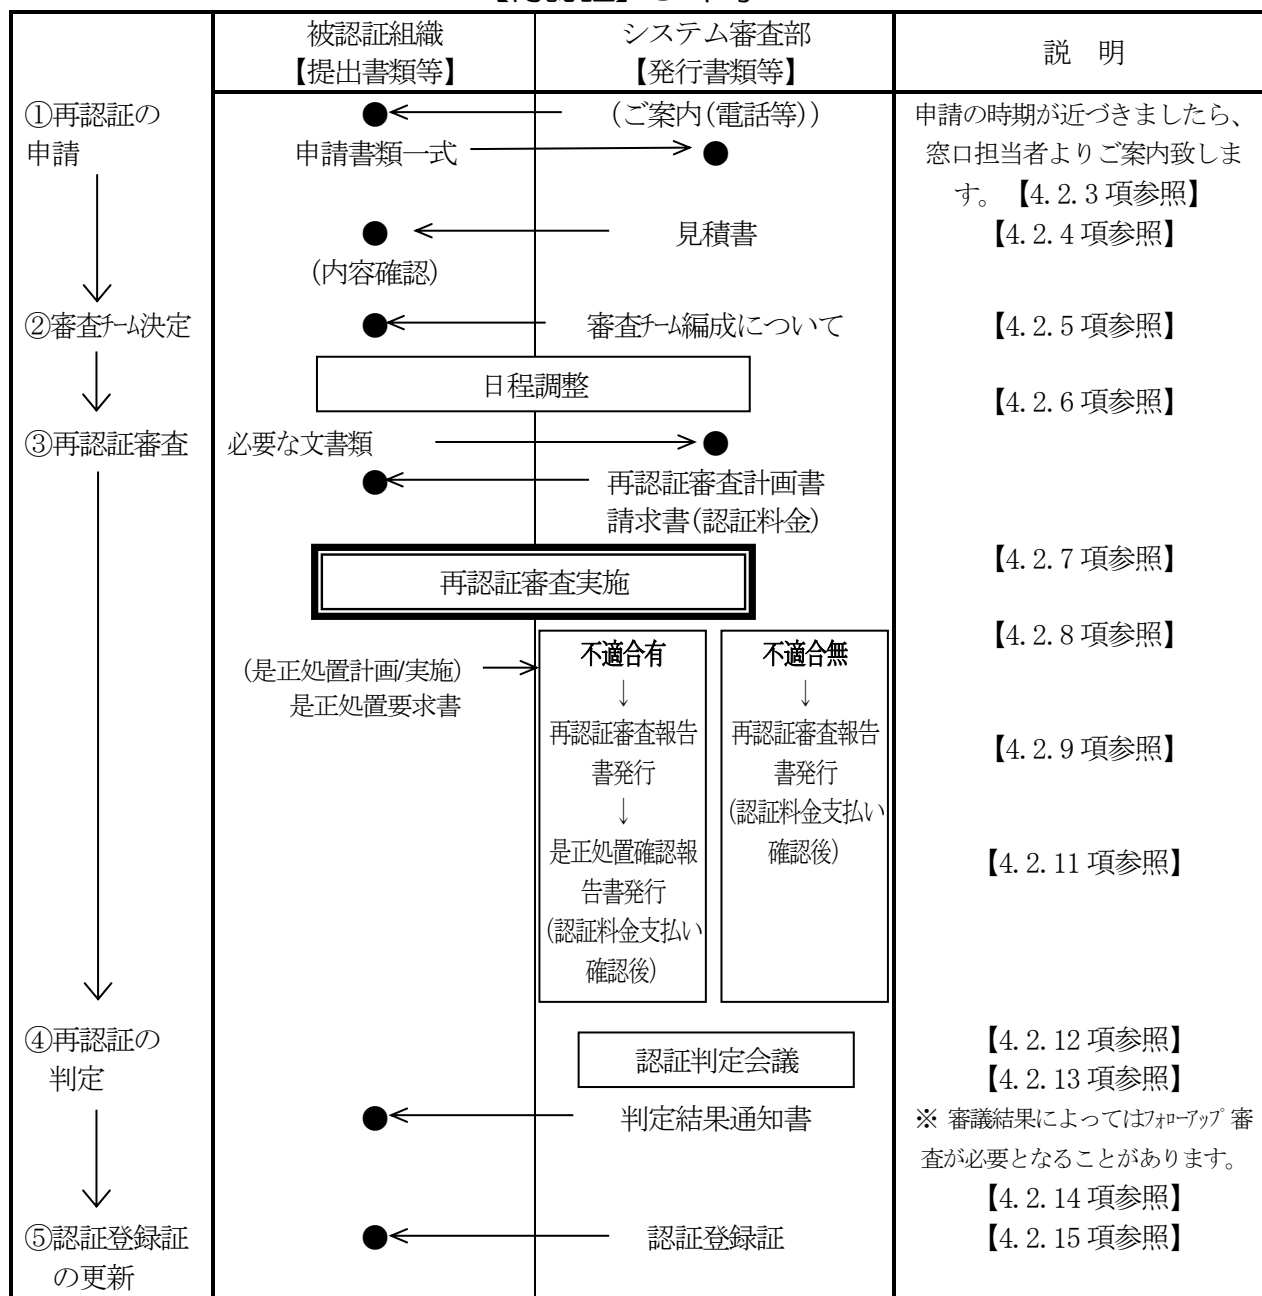 被認証組織
【提出書類等】
システム審査部
【発行書類等】
説 明
①再認証の
申請
(ご案内(電話等))
申請書類一式
申請の時期が近づきましたら、
窓口担当者よりご案内致しま
す。【4.2.3項参照】
見積書
(内容確認)
【4.2.4項参照】
②審査ﾁｰﾑ決定
審査ﾁｰﾑ編成について
【4.2.5項参照】
日程調整
【4.2.6項参照】
③再認証審査
必要な文書類
再認証審査計画書
請求書(認証料金)
再認証審査実施
【4.2.7項参照】
【4.2.8項参照】
(是正処置計画/実施)
是正処置要求書
不適合有
↓
再認証審査報告
書発行
↓
是正処置確認報
告書発行
(認証料金支払い
確認後)
不適合無
↓
再認証審査報告
書発行
(認証料金支払い
確認後)
【4.2.9項参照】
【4.2.11項参照】
④再認証の
判定
認証判定会議
【4.2.12項参照】
【4.2.13項参照】
判定結果通知書
※ 審議結果によってはﾌｫﾛｰｱｯﾌﾟ審
査が必要となることがあります。
【4.2.14項参照】
⑤認証登録証
の更新
認証登録証
【4.2.15項参照】